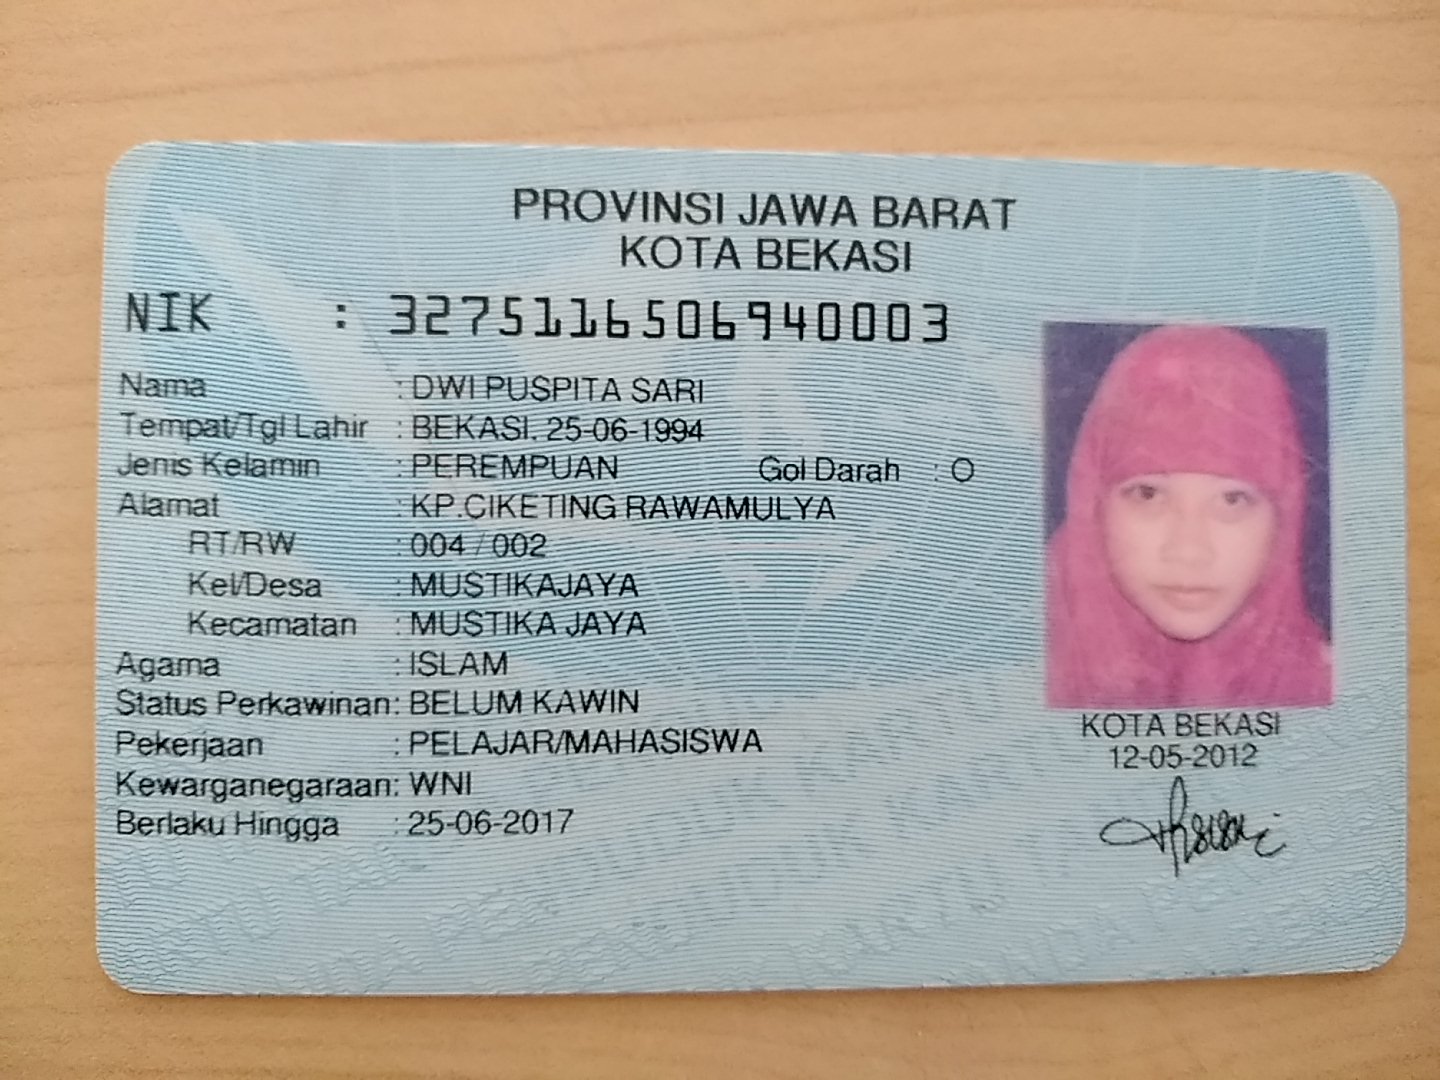 PROVINSI JAWA BARAT
KOTA BEKASI
NIK : 3275116506940003
Nama : DWI PUSPITA SARI
Tempat/Tgl Lahir : BEKASI, 25-06-1994
Jenis Kelamin : PEREMPUAN Gol Darah : O
Alamat : KP.CIKETING RAWAMULYA
RT/RW : 004 / 002
Kel/Desa : MUSTIKAJAYA
Kecamatan : MUSTIKA JAYA
Agama : ISLAM
Status Perkawinan: BELUM KAWIN
Pekerjaan : PELAJAR/MAHASISWA
Kewarganegaraan: WNI
Berlaku Hingga : 25-06-2017
KOTA BEKASI
12-05-2012